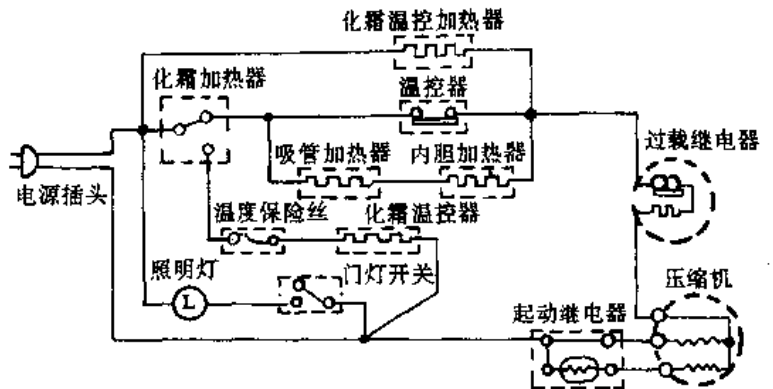 化霜温控加热器
化霜加热器
温控器
过载继电器
吸管加热器
内胆加热器
电源插头
温度保险丝
化霜温控器
照明灯
门灯开关
压缩机
L
起动继电器